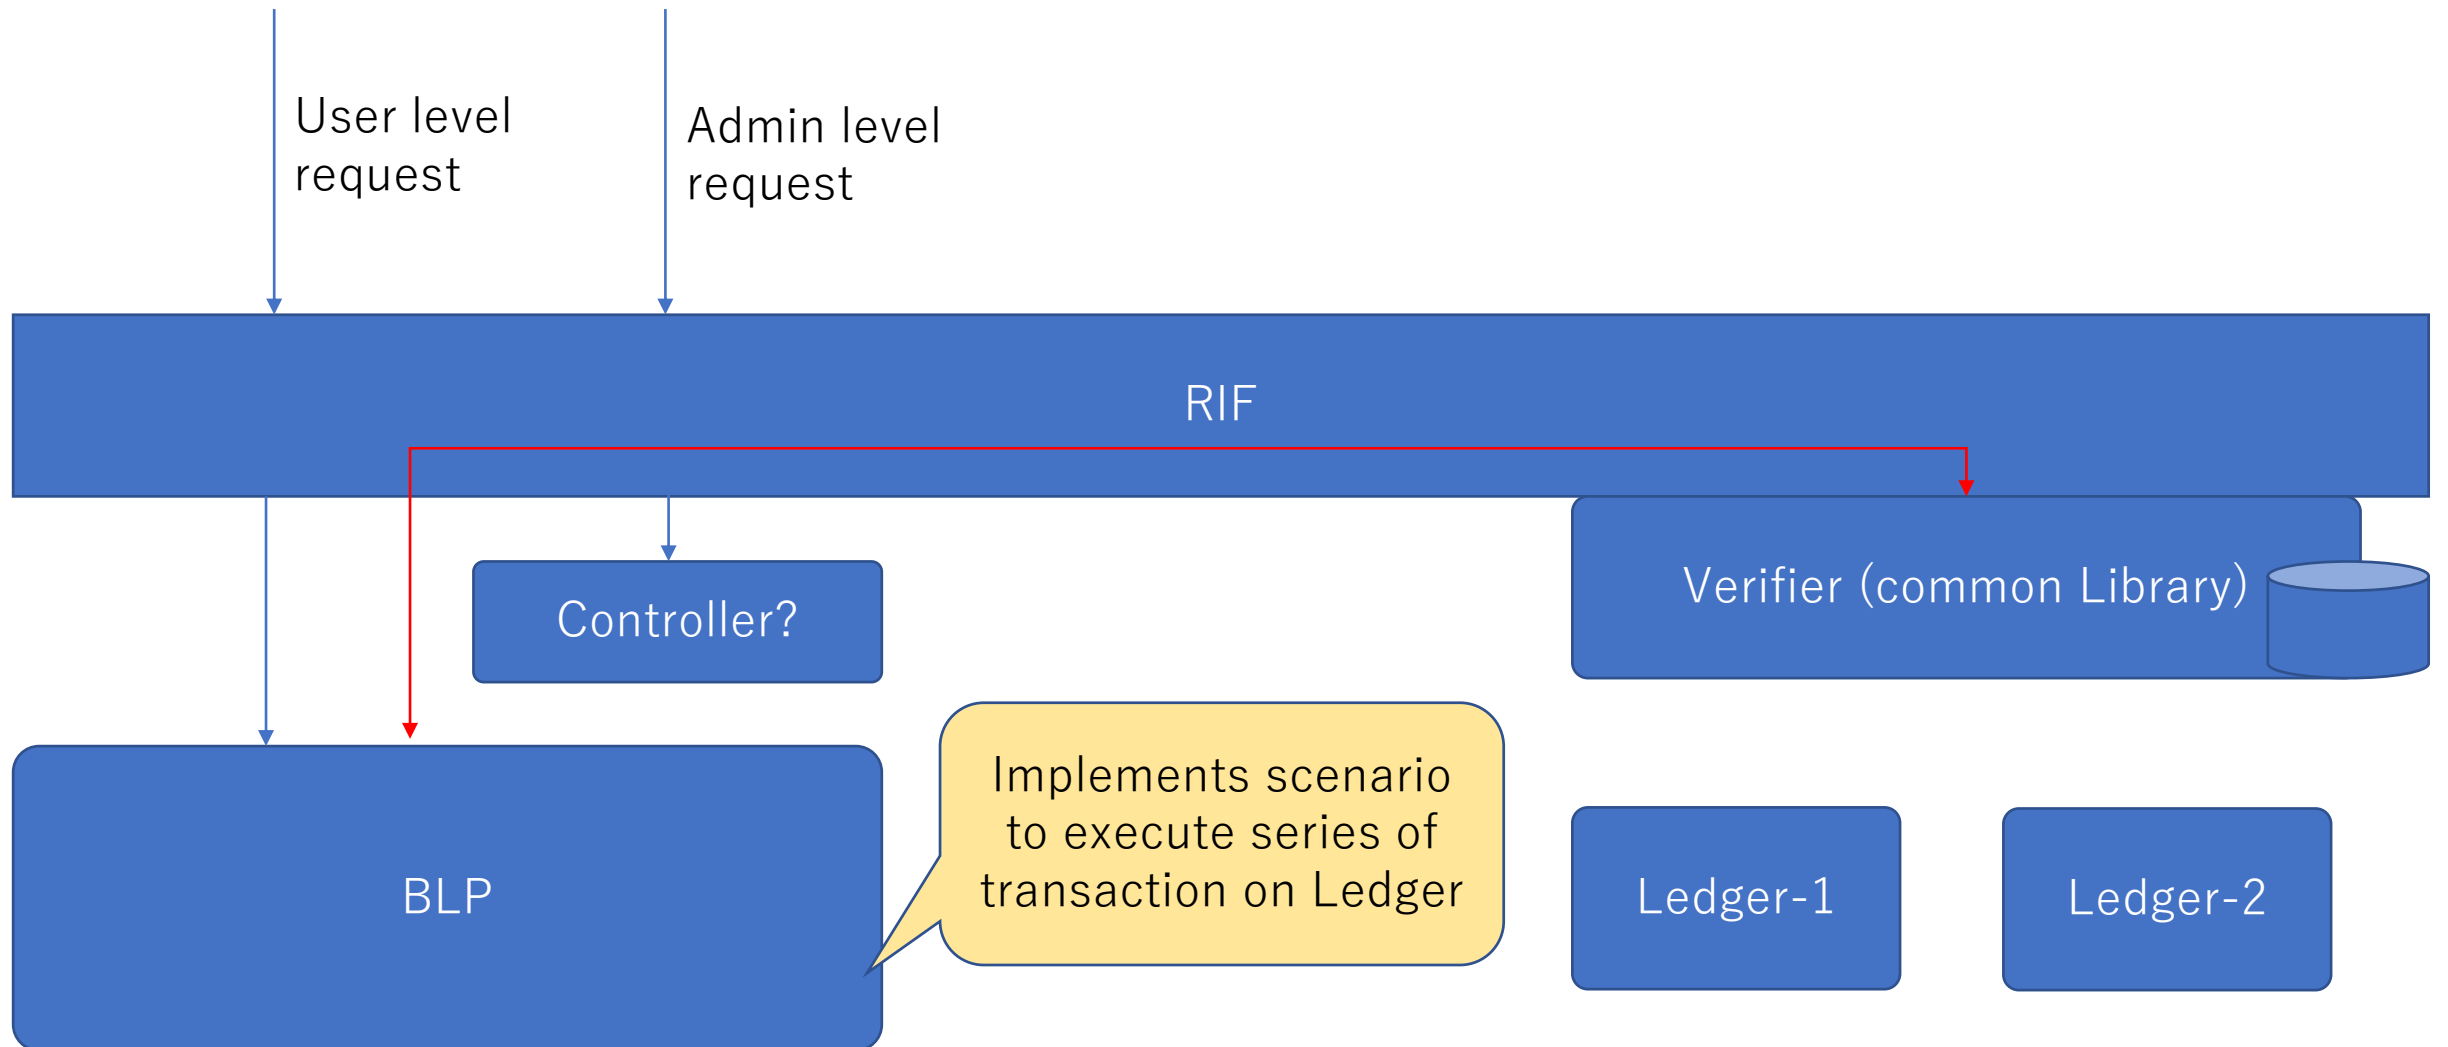 User level
request
Admin level
request
RIF
Controller?
Verifier (common Library)
Implements scenario
to execute series of
transaction on Ledger
BLP
Ledger-1
Ledger-2